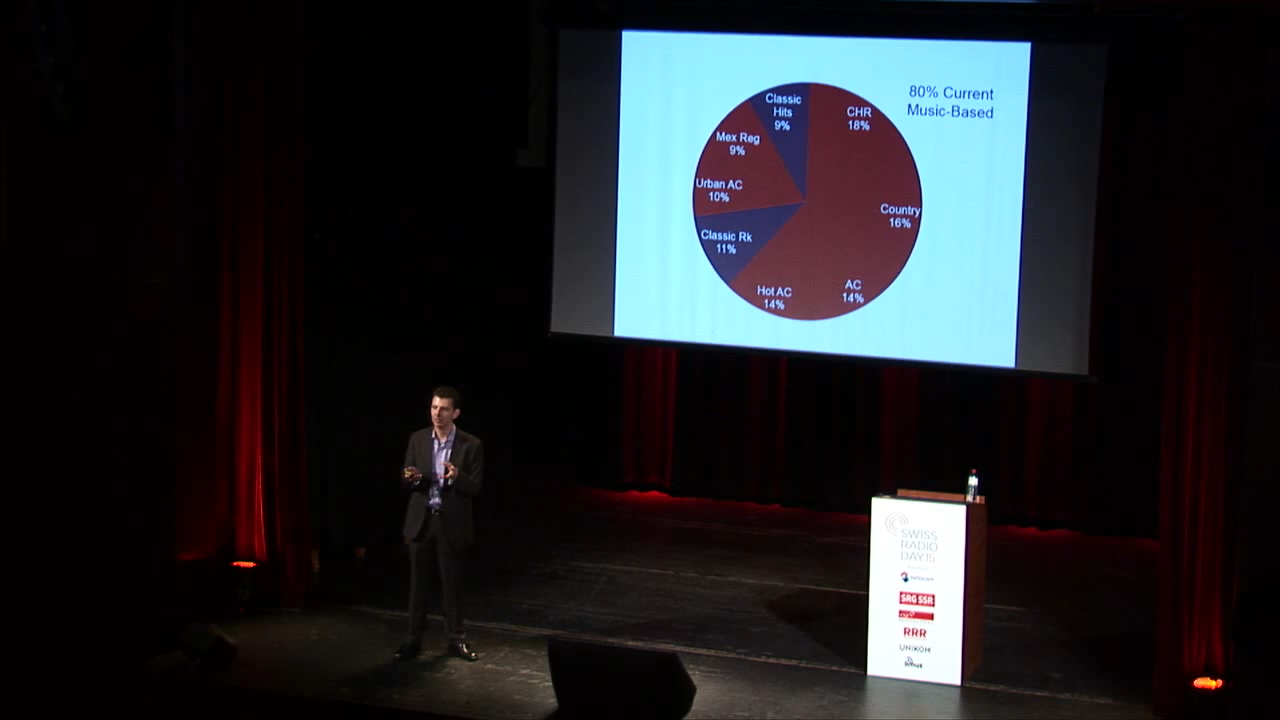 80% Current
Music-Based
Classic
Hits
9%
CHR
18%
Mex Reg
9%
Urban AC
10%
Country
16%
Classic Rk
11%
Hot AC
14%
AC
14%
SWISS
RADIO
DAY15
SRG SSR
RRR
UNIKOM